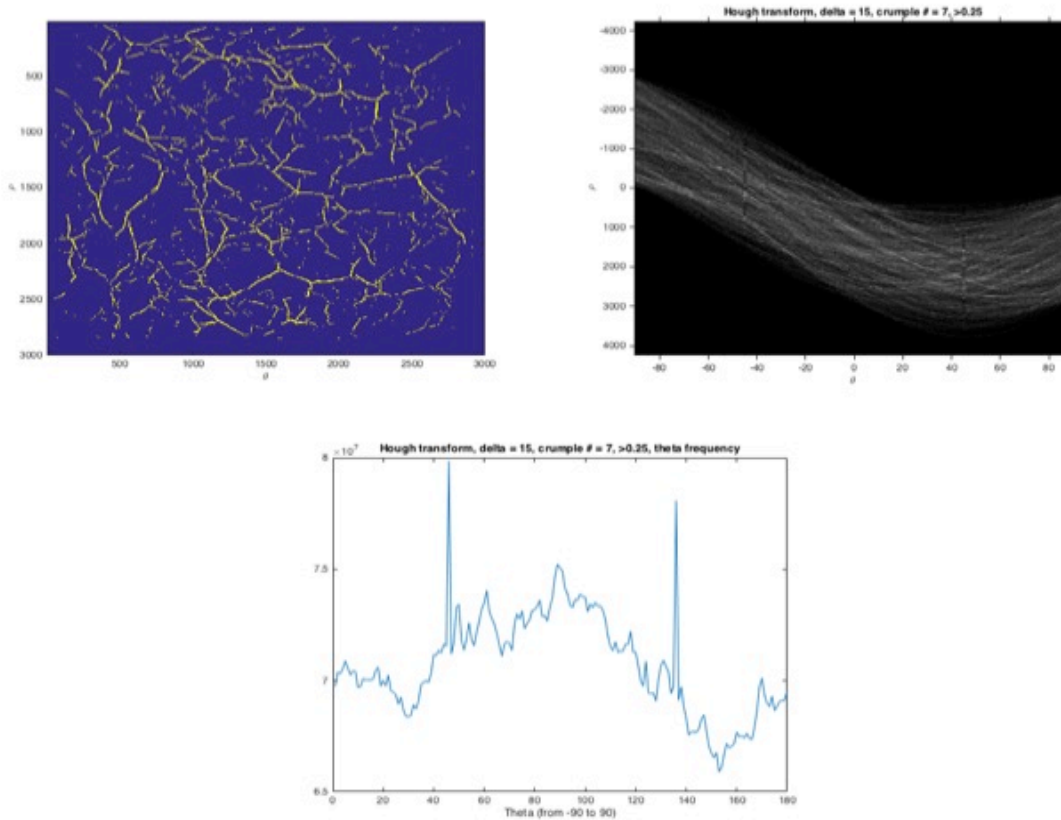 500
1000
1500
2000
2500
3000
ρ
500 1000 1500 2000 2500 3000
θ
Hough transform, delta = 15, crumple # = 7, >0.25
-4000
-3000
-2000
-1000
0
1000
2000
3000
4000
ρ
-80 -60 -40 -20 0 20 40 60 80
θ
Hough transform, delta = 15, crumple # = 7, >0.25, theta frequency
×10^7
8
7.5
7
6.5
0 20 40 60 80 100 120 140 160 180
Theta (from -90 to 90)